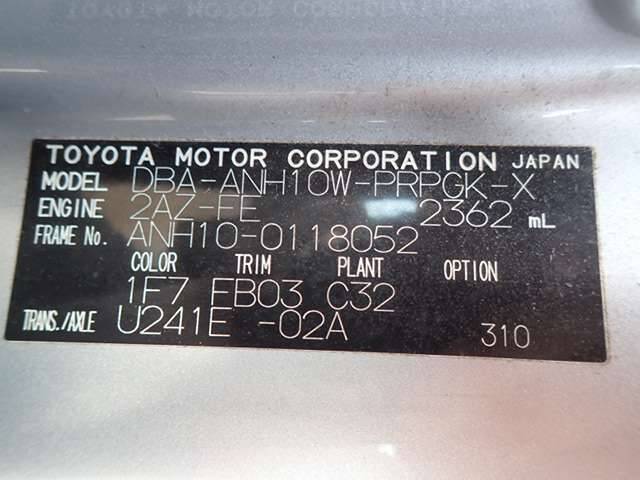 TOYOTA MOTOR CORPORATION JAPAN
MODEL DBA-ANH10W-PRPGK-X
ENGINE 2AZ-FE 2362 mL
FRAME No. ANH10-0118052
COLOR TRIM PLANT OPTION
1F7 FB03 C32
TRANS./AXLE U241E -02A 310